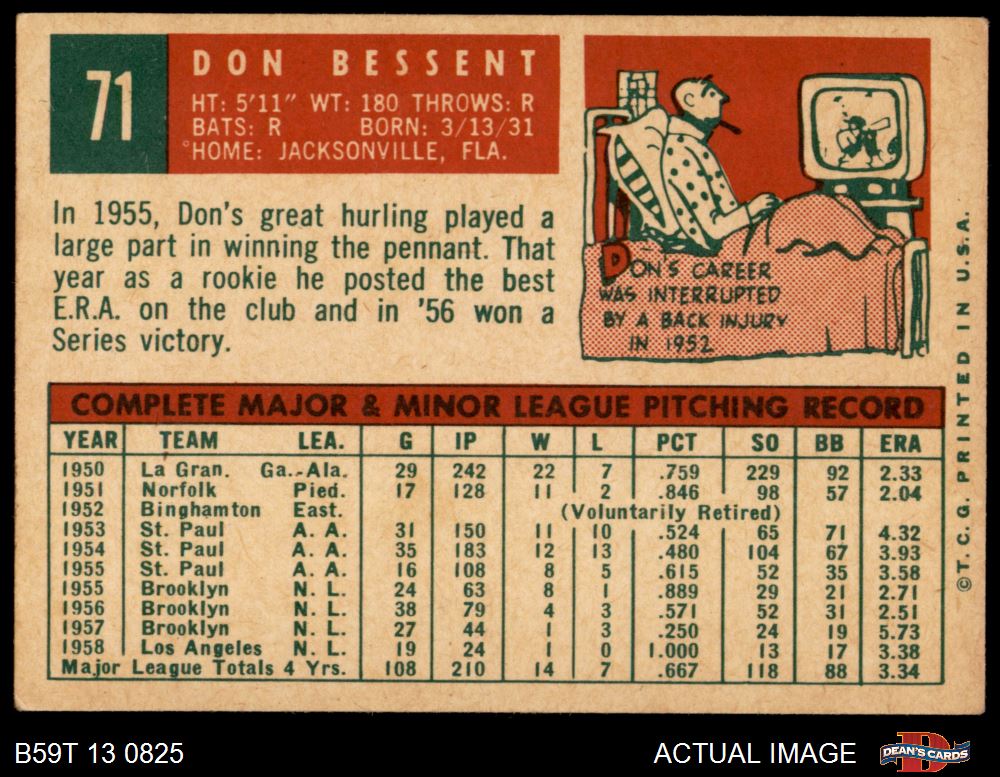 71
DON BESSENT
HT: 5'11" WT: 180 THROWS: R
BATS: R BORN: 3/13/31
HOME: JACKSONVILLE, FLA.
In 1955, Don's great hurling played a
large part in winning the pennant. That
year as a rookie he posted the best
E.R.A. on the club and in '56 won a
Series victory.
DON'S CAREER
WAS INTERRUPTED
BY A BACK INJURY
IN 1952
COMPLETE MAJOR & MINOR LEAGUE PITCHING RECORD
YEAR TEAM LEA. G IP W L PCT SO BB ERA
1950 La Gran. Ga.-Ala. 29 242 22 7 .759 229 92 2.33
1951 Norfolk Pied. 17 128 11 2 .846 98 57 2.04
1952 Binghamton East. (Voluntarily Retired)
1953 St. Paul A. A. 31 150 11 10 .524 65 71 4.32
1954 St. Paul A. A. 35 183 12 13 .480 104 67 3.93
1955 St. Paul A. A. 16 108 8 5 .615 52 35 3.58
1955 Brooklyn N. L. 24 63 8 1 .889 29 21 2.71
1956 Brooklyn N. L. 38 79 4 3 .571 52 31 2.51
1957 Brooklyn N. L. 27 44 1 3 .250 24 19 5.73
1958 Los Angeles N. L. 19 24 1 0 1.000 13 17 3.38
Major League Totals 4 Yrs. 108 210 14 7 .667 118 88 3.34
©T. C. G. PRINTED IN U.S.A.
B59T 13 0825
ACTUAL IMAGE
D
DEAN'S CARDS